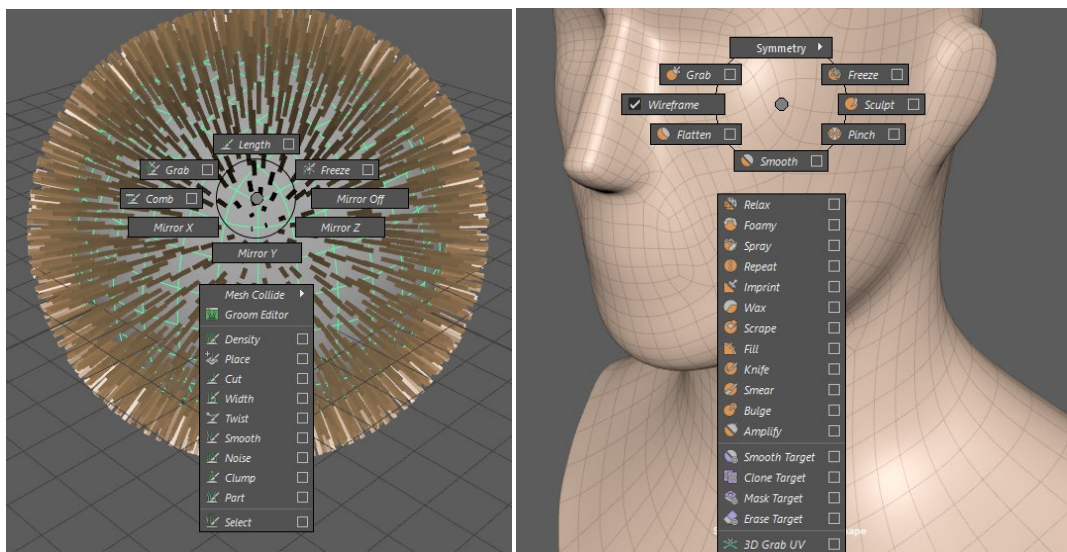 Length
Grab
Freeze
Comb
Mirror Off
Mirror X
Mirror Z
Mirror Y
Mesh Collide
Groom Editor
Density
Place
Cut
Width
Twist
Smooth
Noise
Clump
Part
Select
Symmetry
Grab
Freeze
Wireframe
Sculpt
Flatten
Pinch
Smooth
Relax
Foamy
Spray
Repeat
Imprint
Wax
Scrape
Fill
Knife
Smear
Bulge
Amplify
Smooth Target
Clone Target
Mask Target
Erase Target
3D Grab UV